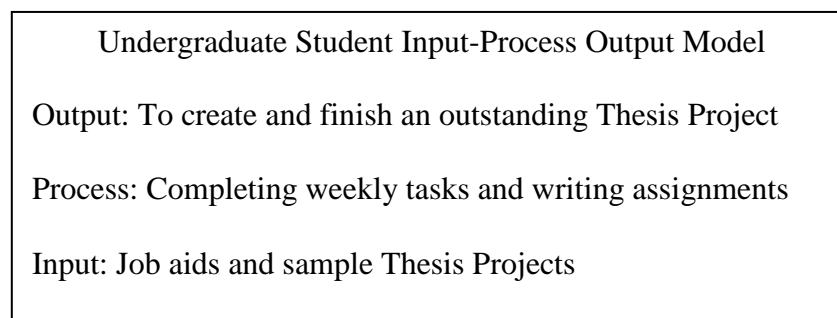 Undergraduate Student Input-Process Output Model
Output: To create and finish an outstanding Thesis Project
Process: Completing weekly tasks and writing assignments
Input: Job aids and sample Thesis Projects